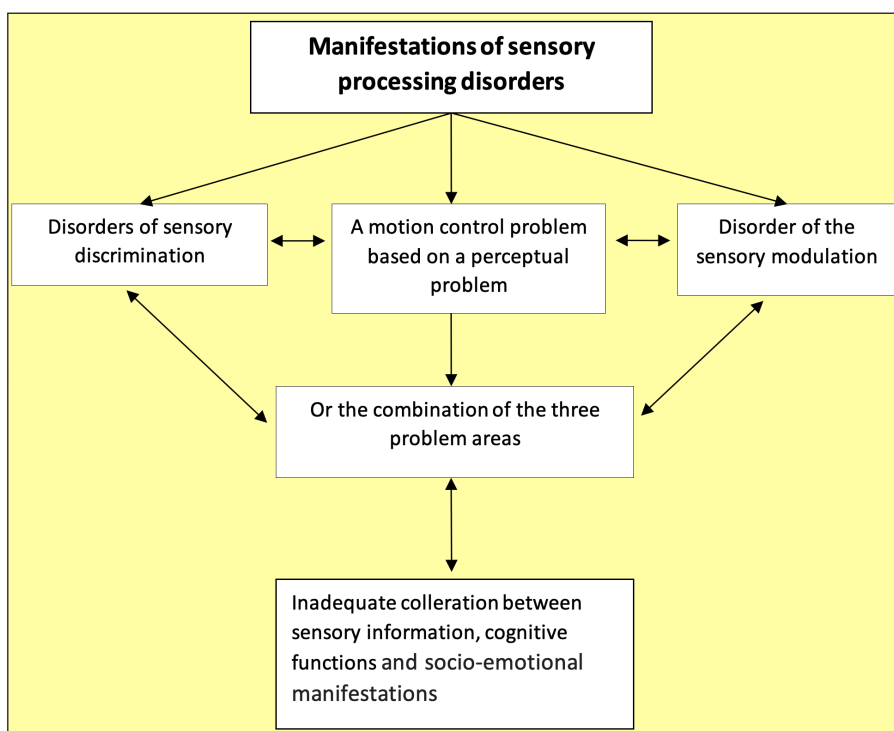 Manifestations of sensory
processing disorders
Disorders of sensory
discrimination
A motion control problem
based on a perceptual
problem
Disorder of the
sensory modulation
Or the combination of the three
problem areas
Inadequate colleration between
sensory information, cognitive
functions and socio-emotional
manifestations